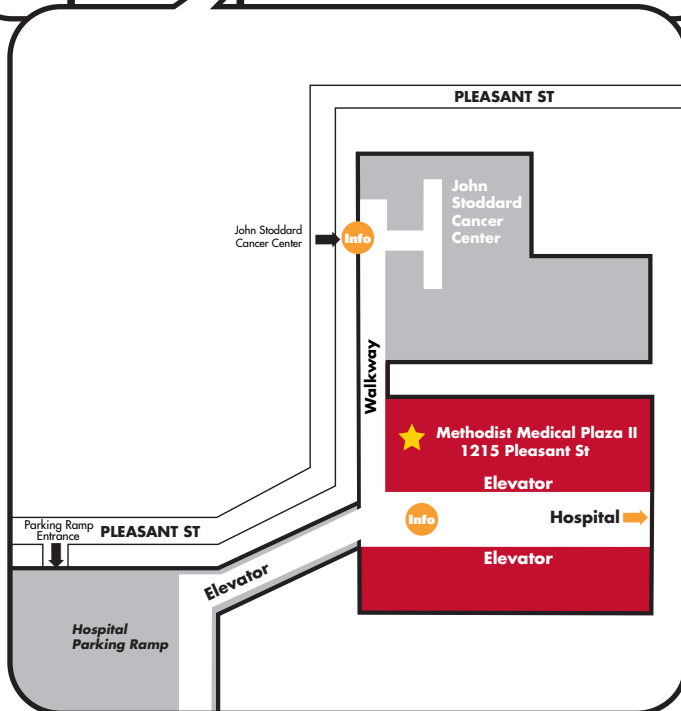 PLEASANT ST
John
Stoddard
Cancer
Center
John Stoddard
Cancer Center
Info
Walkway
Methodist Medical Plaza II
1215 Pleasant St
Elevator
Info
Hospital
Elevator
Parking Ramp
Entrance
PLEASANT ST
Elevator
Hospital
Parking Ramp